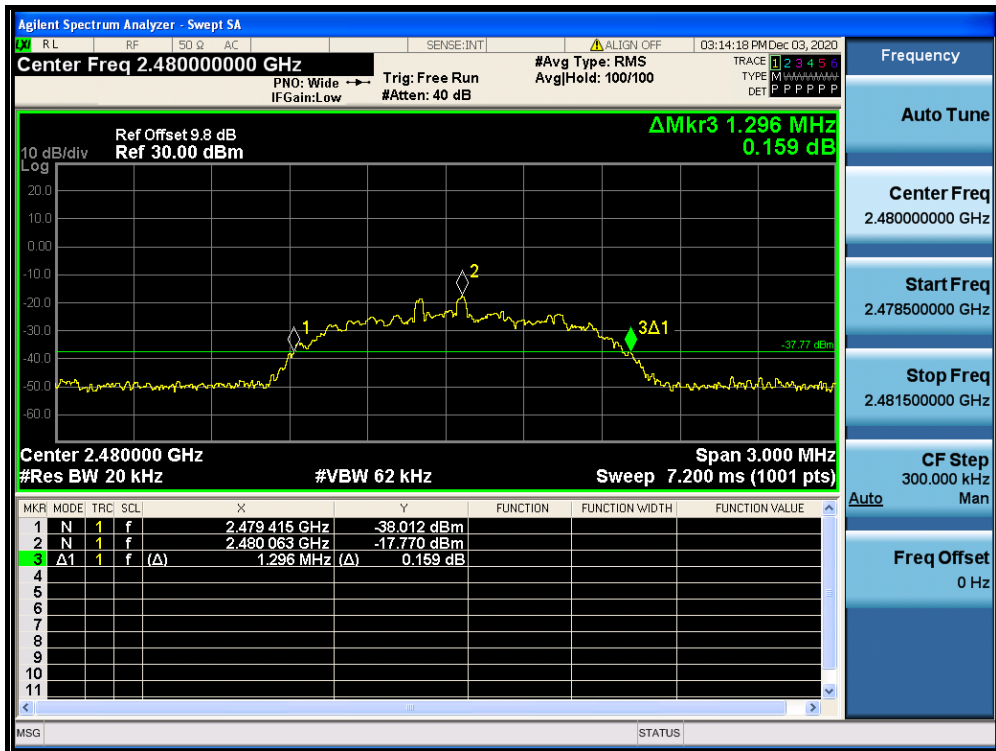 Agilent Spectrum Analyzer - Swept SA
LXI RL RF 50 Ω AC SENSE:INT ALIGN OFF 03:14:18 PM Dec 03, 2020
Center Freq 2.480000000 GHz
PNO: Wide
IFGain:Low
Trig: Free Run
#Atten: 40 dB
#Avg Type: RMS
Avg|Hold: 100/100
TRACE 1 2 3 4 5 6
TYPE M
DET P P P P P P
ΔMkr3 1.296 MHz
0.159 dB
Ref Offset 9.8 dB
10 dB/div Ref 30.00 dBm
Log
20.0
10.0
0.00
-10.0
-20.0
-30.0
-40.0
-50.0
-60.0
1
2
3Δ1
-37.77 dBm
Center 2.480000 GHz Span 3.000 MHz
#Res BW 20 kHz #VBW 62 kHz Sweep 7.200 ms (1001 pts)
MKR MODE TRC SCL X Y FUNCTION FUNCTION WIDTH FUNCTION VALUE
1 N 1 f 2.479 415 GHz -38.012 dBm
2 N 1 f 2.480 063 GHz -17.770 dBm
3 Δ1 1 f (Δ) 1.296 MHz (Δ) 0.159 dB
4
5
6
7
8
9
10
11
MSG STATUS
Frequency
Auto Tune
Center Freq
2.480000000 GHz
Start Freq
2.478500000 GHz
Stop Freq
2.481500000 GHz
CF Step
300.000 kHz
Auto Man
Freq Offset
0 Hz